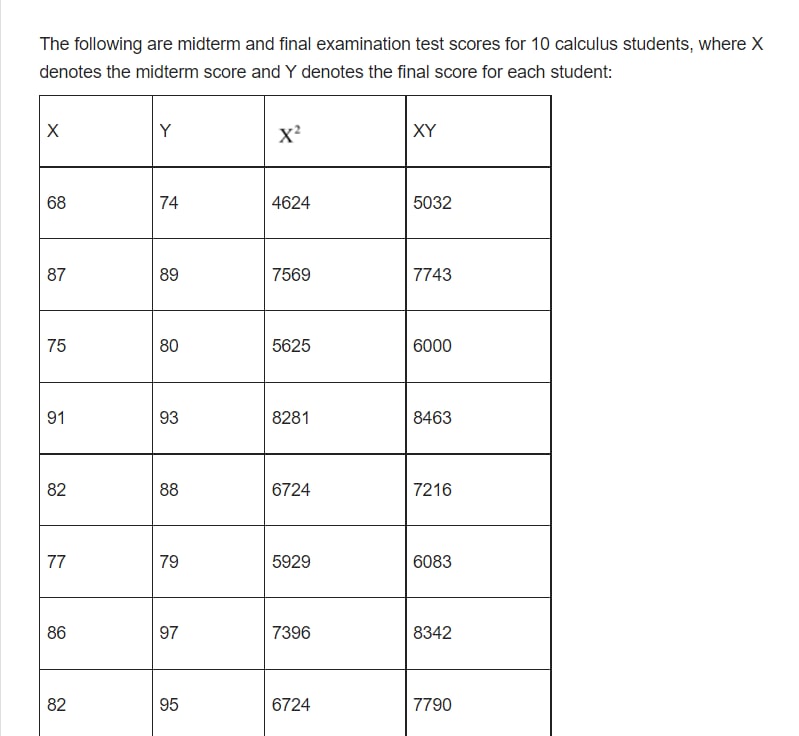 The following are midterm and final examination test scores for 10 calculus students, where X
denotes the midterm score and Y denotes the final score for each student:
X Y X² XY
68 74 4624 5032
87 89 7569 7743
75 80 5625 6000
91 93 8281 8463
82 88 6724 7216
77 79 5929 6083
86 97 7396 8342
82 95 6724 7790